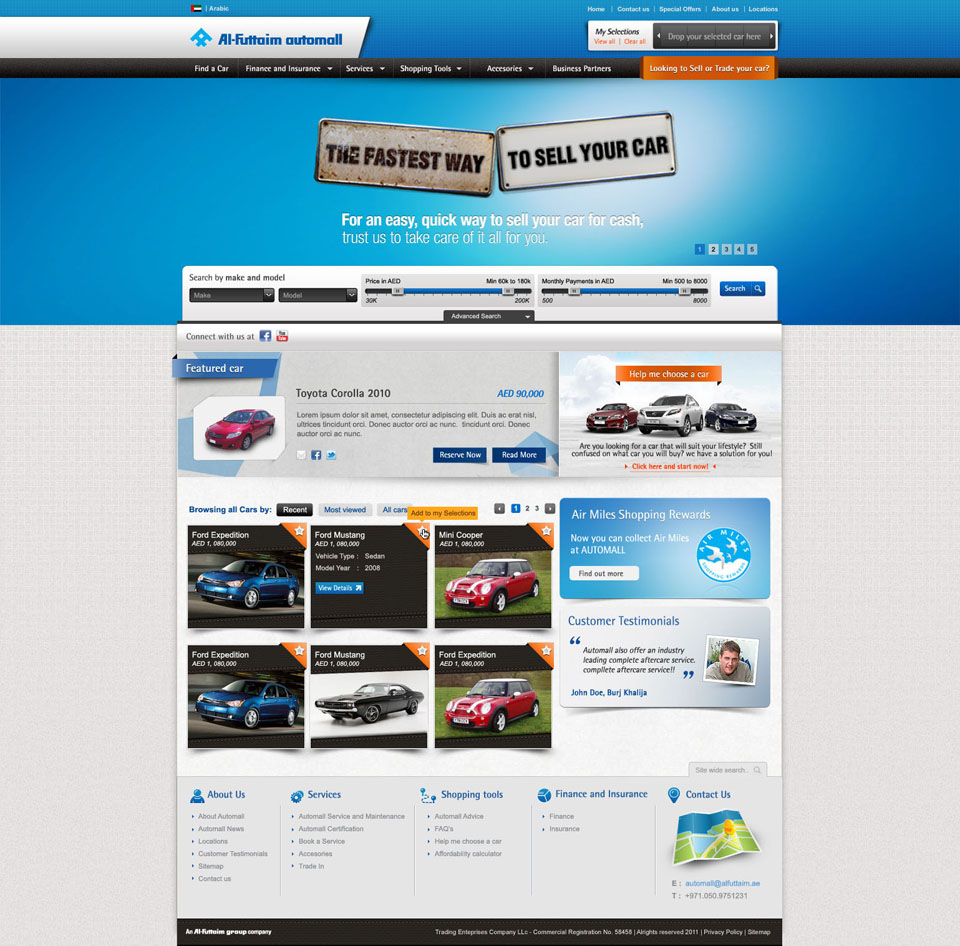 Arabic
Home | Contact us | Special Offers | About us | Locations
Al-Futtaim automall
My Selections
View all | Clear all
Drop your selected car here
Find a Car
Finance and Insurance
Services
Shopping Tools
Accesories
Business Partners
Looking to Sell or Trade your car?
THE FASTEST WAY
TO SELL YOUR CAR
For an easy, quick way to sell your car for cash,
trust us to take care of it all for you.
1 2 3 4 5
Search by make and model
Make
Model
Price in AED
Min 60k to 180k
30K
200K
Monthly Payments in AED
Min 500 to 8000
500
8000
Search
Advanced Search
Connect with us at
You Tube
Featured car
Toyota Corolla 2010
AED 90,000
Lorem ipsum dolor sit amet, consectetur adipiscing elit. Duis ac erat nisl,
ultrices tincidunt orci. Donec auctor orci ac nunc. tincidunt orci. Donec
auctor orci ac nunc.
Reserve Now
Read More
Help me choose a car
Are you looking for a car that will suit your lifestyle? Still
confused on what car you will buy? we have a solution for you!
Click here and start now!
Browsing all Cars by:
Recent
Most viewed
All cars
Add to my Selections
1 2 3
Ford Expedition
AED 1, 080,000
Ford Mustang
AED 1, 080,000
Vehicle Type : Sedan
Model Year : 2008
View Details
Mini Cooper
AED 1, 080,000
Ford Expedition
AED 1, 080,000
Ford Mustang
AED 1, 080,000
Ford Expedition
AED 1, 080,000
Air Miles Shopping Rewards
Now you can collect Air Miles
at AUTOMALL
Find out more
AIR MILES
SHOPPING REWARDS
Customer Testimonials
Automall also offer an industry
leading complete aftercare service.
compllete aftercare service!!
John Doe, Burj Khalija
Site wide search..
About Us
About Automall
Automall News
Locations
Customer Testimonials
Sitemap
Contact us
Services
Automall Service and Maintenance
Automall Certification
Book a Service
Accesories
Trade In
Shopping tools
Automall Advice
FAQ's
Help me choose a car
Affordability calculator
Finance and Insurance
Finance
Insurance
Contact Us
E : automall@alfuttaim.ae
T : +971.050.9751231
An Al-Futtaim group company
Trading Enteprises Company LLc - Commercial Registration No. 58458 | Alrights reserved 2011 | Privacy Policy | Sitemap